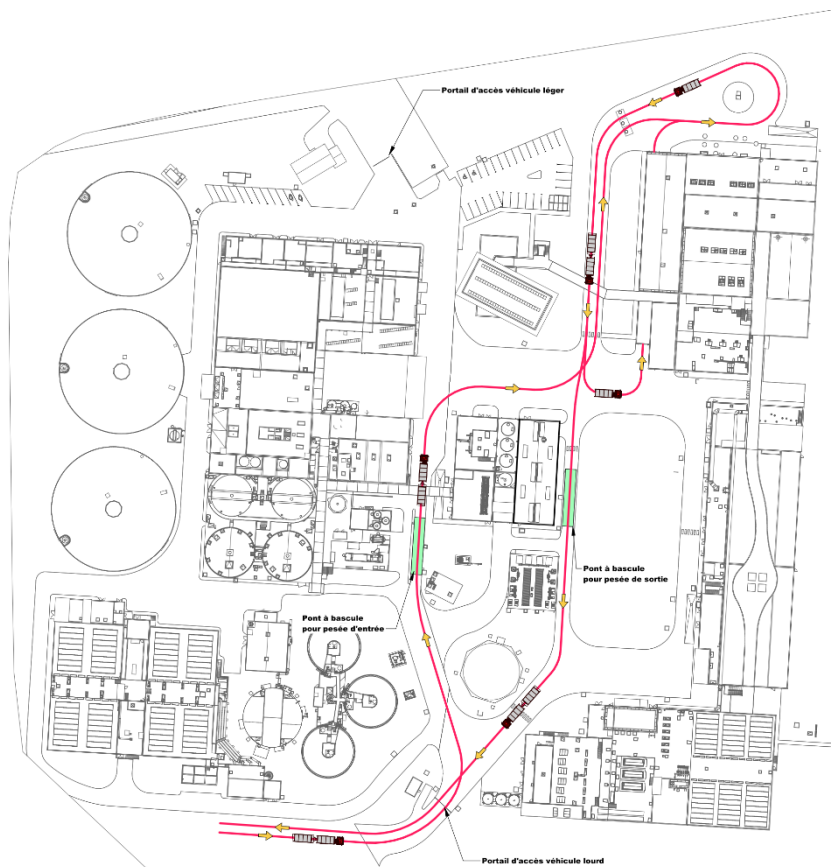 Portail d'accès véhicule léger
Pont à bascule
pour pesée de sortie
Pont à bascule
pour pesée d'entrée
Portail d'accès véhicule lourd